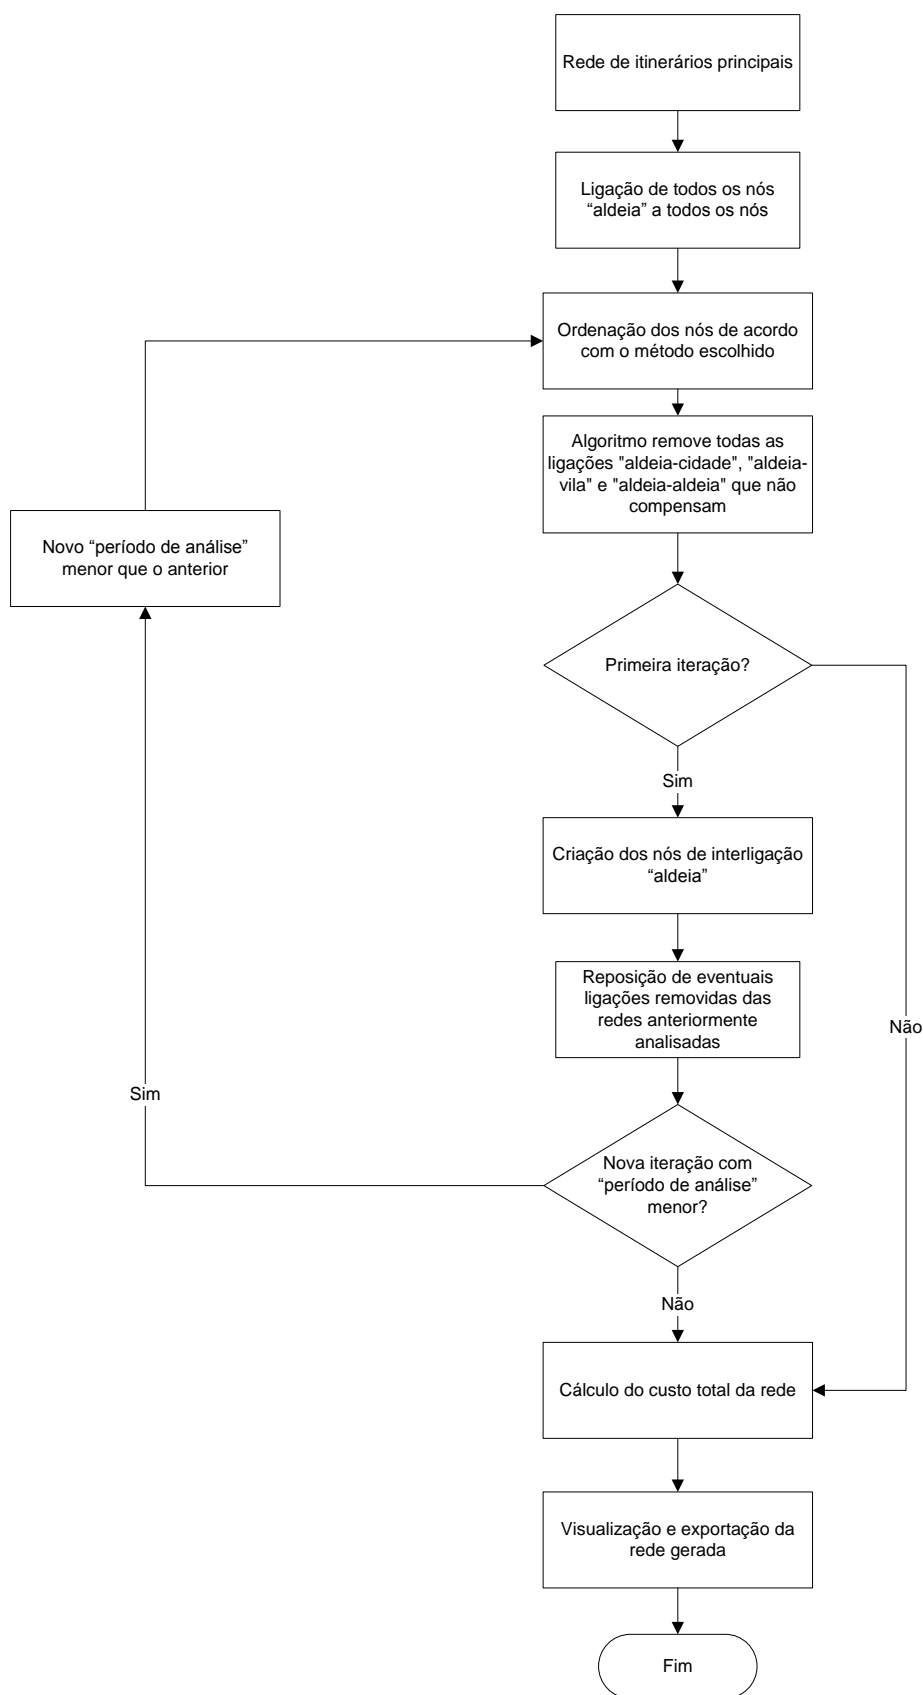 Rede de itinerários principais
Ligação de todos os nós
“aldeia” a todos os nós
Ordenação dos nós de acordo
com o método escolhido
Algoritmo remove todas as
ligações "aldeia-cidade", "aldeia-
vila" e "aldeia-aldeia" que não
compensam
Novo “período de análise”
menor que o anterior
Primeira iteração?
Sim
Criação dos nós de interligação
“aldeia”
Reposição de eventuais
ligações removidas das
redes anteriormente
analisadas
Não
Sim
Nova iteração com
“período de análise”
menor?
Não
Cálculo do custo total da rede
Visualização e exportação da
rede gerada
Fim